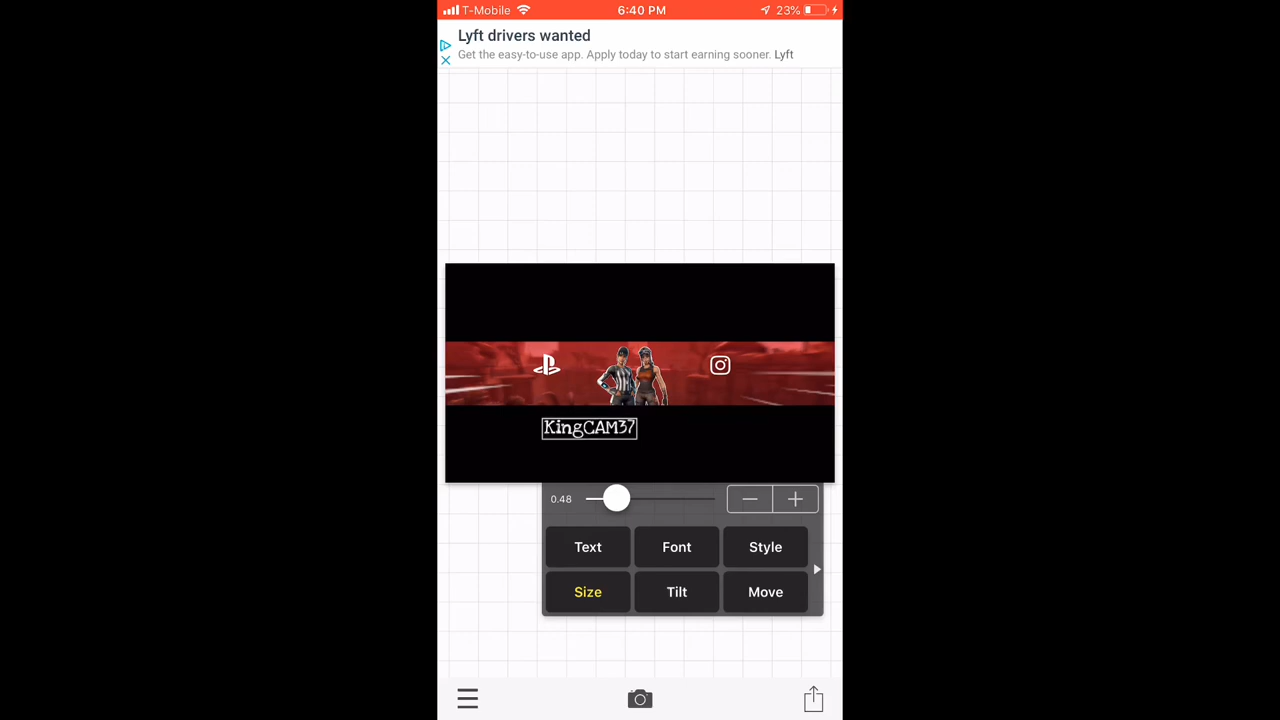 T-Mobile 6:40 PM 23%
Lyft drivers wanted
Get the easy-to-use app. Apply today to start earning sooner. Lyft
KingCAM37
0.48
Text Font Style
Size Tilt Move